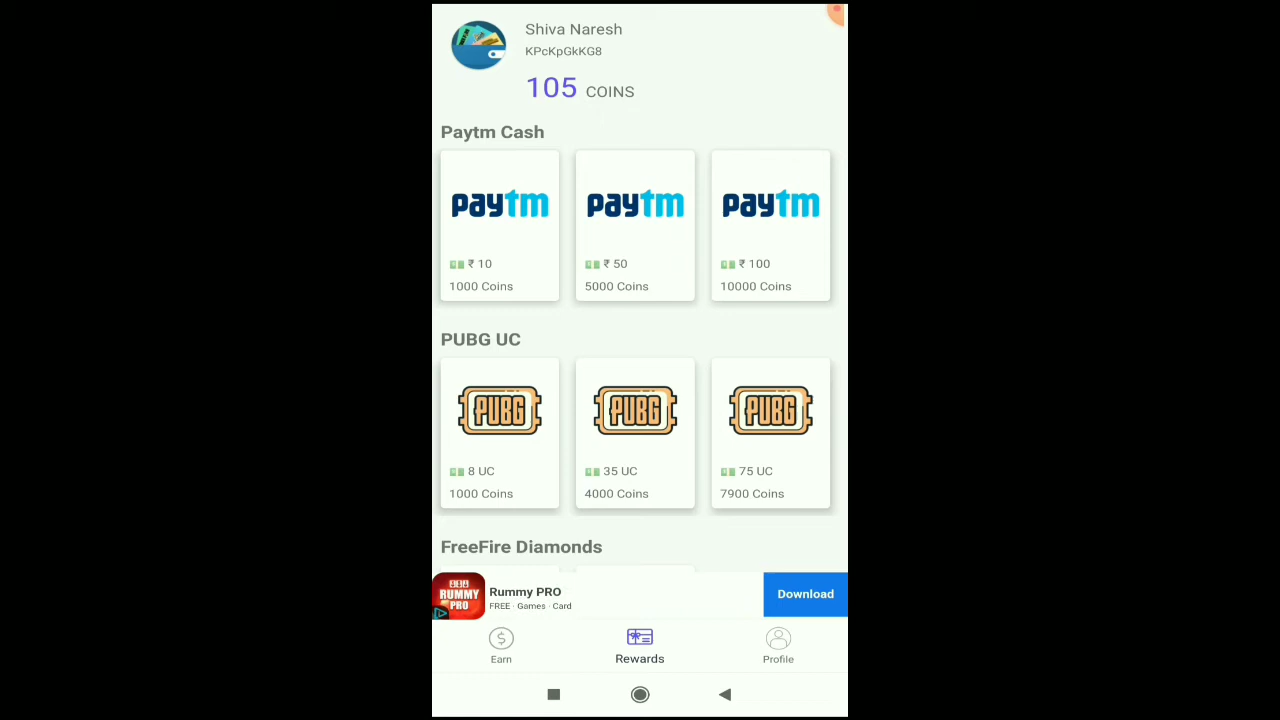 Shiva Naresh
KPcKpGkKG8
105 COINS
Paytm Cash
paytm paytm paytm
₹ 10 ₹ 50 ₹ 100
1000 Coins 5000 Coins 10000 Coins
PUBG UC
PUBG PUBG PUBG
8 UC 35 UC 75 UC
1000 Coins 4000 Coins 7900 Coins
FreeFire Diamonds
RUMMY PRO
Rummy PRO
FREE · Games · Card
Download
Earn Rewards Profile